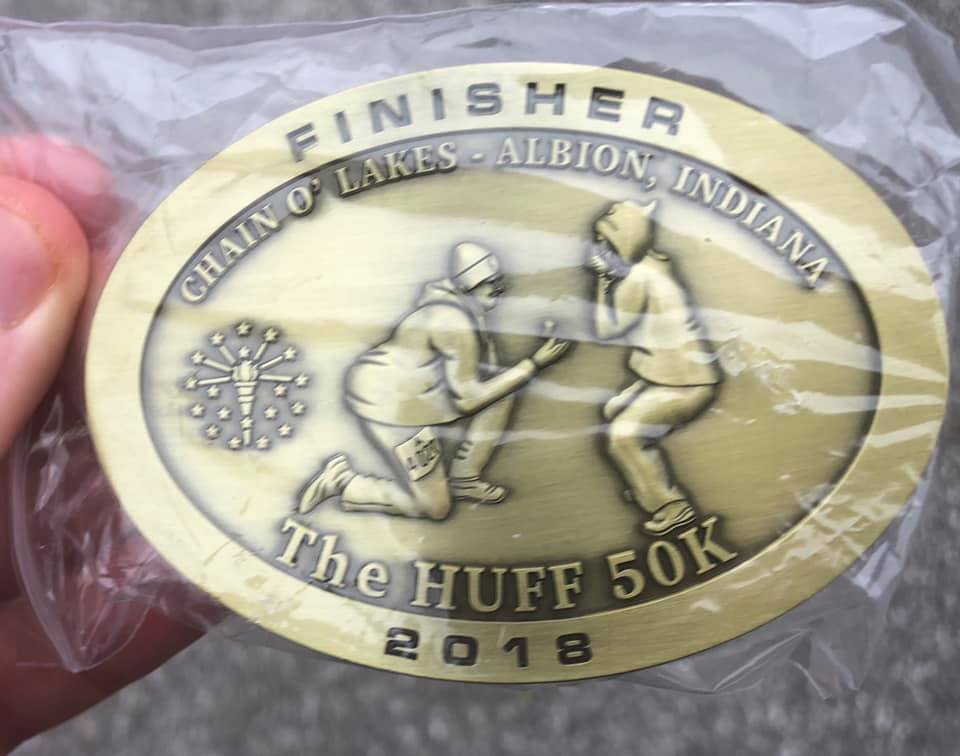 FINISHER
CHAIN O' LAKES - ALBION, INDIANA
The HUFF 50K
2018